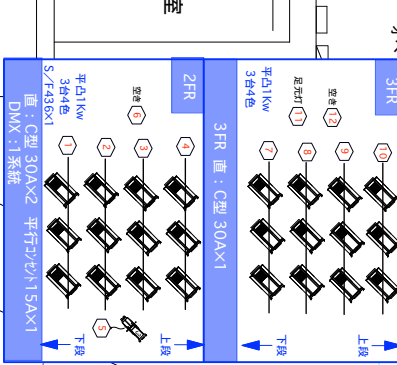 室
3FR
平凸1Kw
3台4色
足元灯
11
空き
12
7
8
9
10
下段
上段
3FR 直：C型 30A×1
2FR
平凸1Kw
3台4色
S/F436×1
空き
6
1
2
3
4
5
下段
上段
直：C型 30A×2 平行コンセント15A×1
DMX：1系統